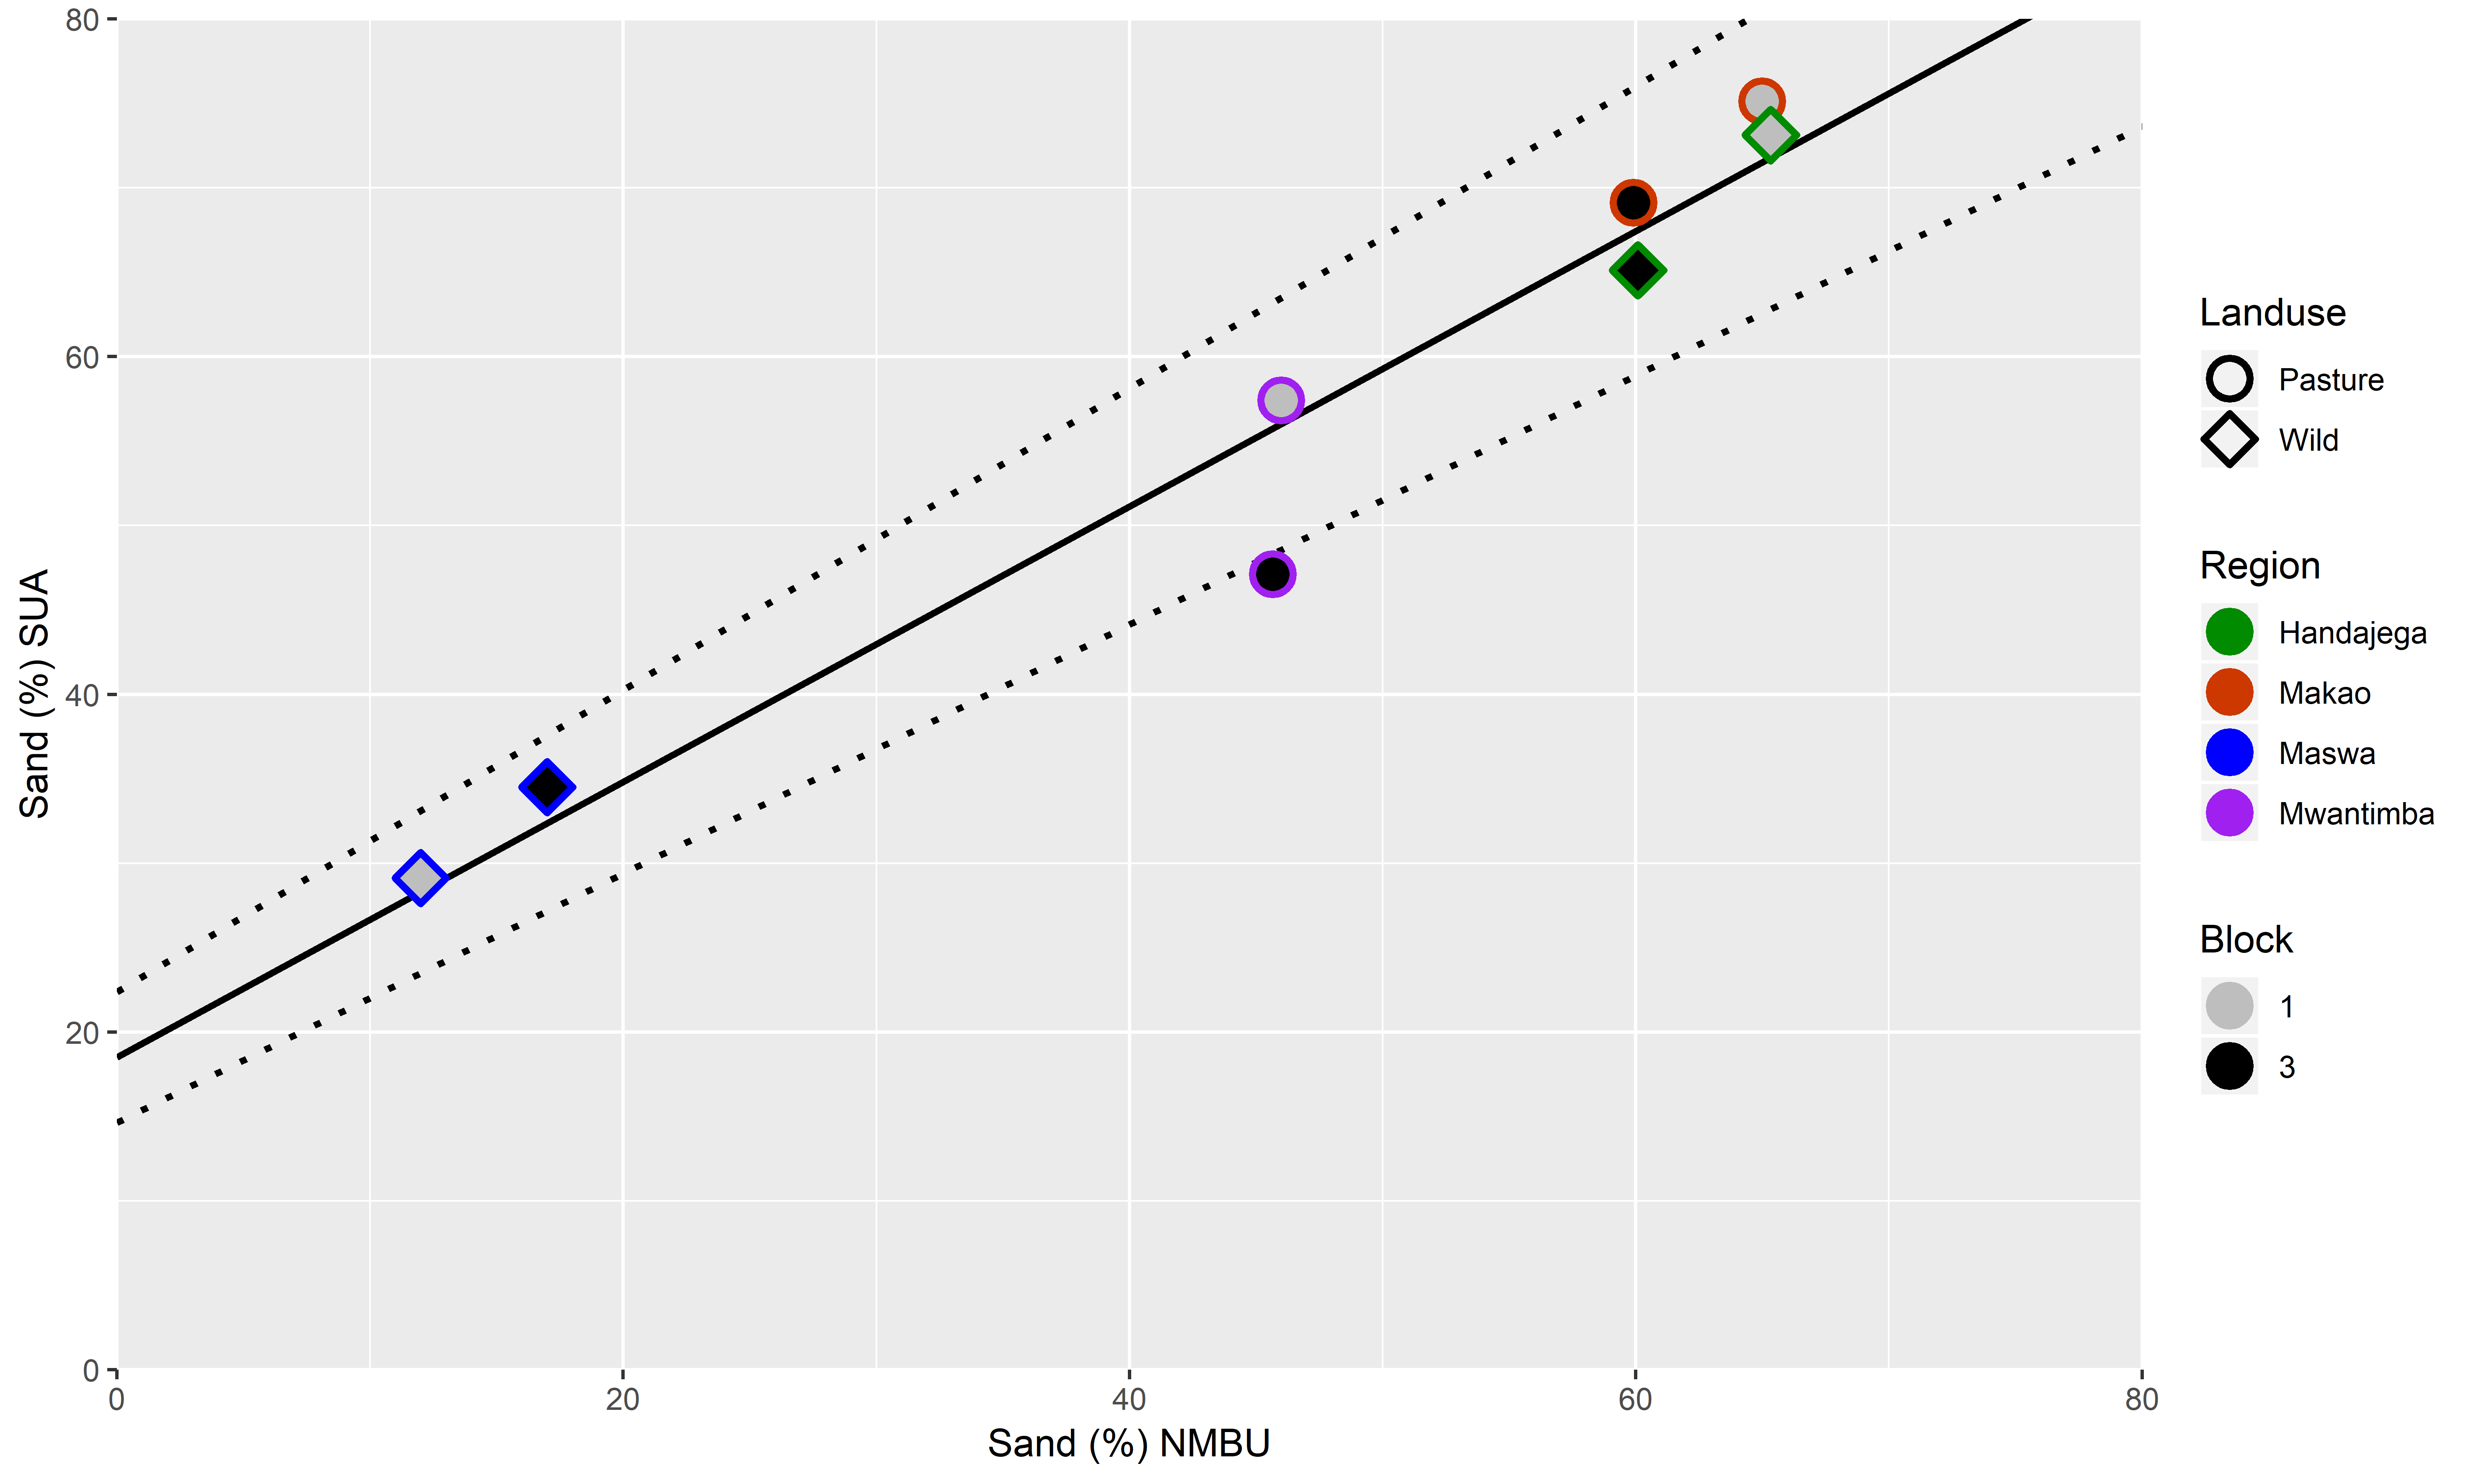 80
60
40
20
0
0 20 40 60 80
Sand (%) SUA
Sand (%) NMBU
Landuse
Pasture
Wild
Region
Handajega
Makao
Maswa
Mwantimba
Block
1
3